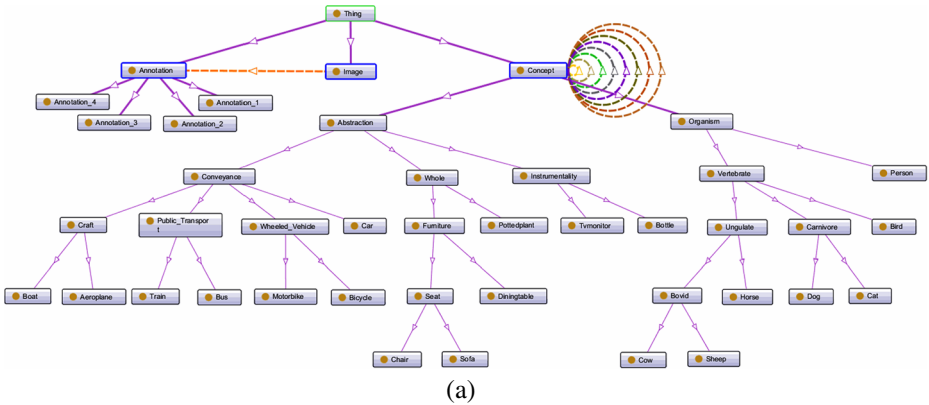 Thing
Annotation
Image
Concept
Annotation_4
Annotation_1
Annotation_3
Annotation_2
Abstraction
Organism
Conveyance
Whole
Instrumentality
Vertebrate
Person
Craft
Public_Transpor
t
Wheeled_Vehicle
Car
Furniture
Pottedplant
Tvmonitor
Bottle
Ungulate
Carnivore
Bird
Boat
Aeroplane
Train
Bus
Motorbike
Bicycle
Seat
Diningtable
Bovid
Horse
Dog
Cat
Chair
Sofa
Cow
Sheep
(a)